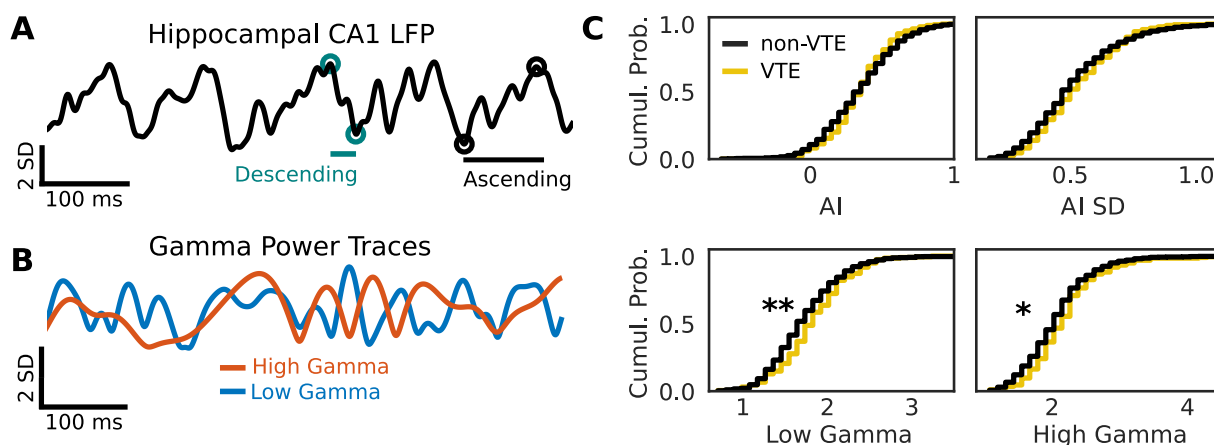 A
Hippocampal CA1 LFP
Descending
Ascending
2 SD
100 ms
B
Gamma Power Traces
High Gamma
Low Gamma
2 SD
100 ms
C
Cumul. Prob.
1.0
0.5
0.0
non-VTE
VTE
0
1
AI
0.5
1.0
AI SD
Cumul. Prob.
1.0
0.5
0.0
**
1
2
3
Low Gamma
*
2
4
High Gamma